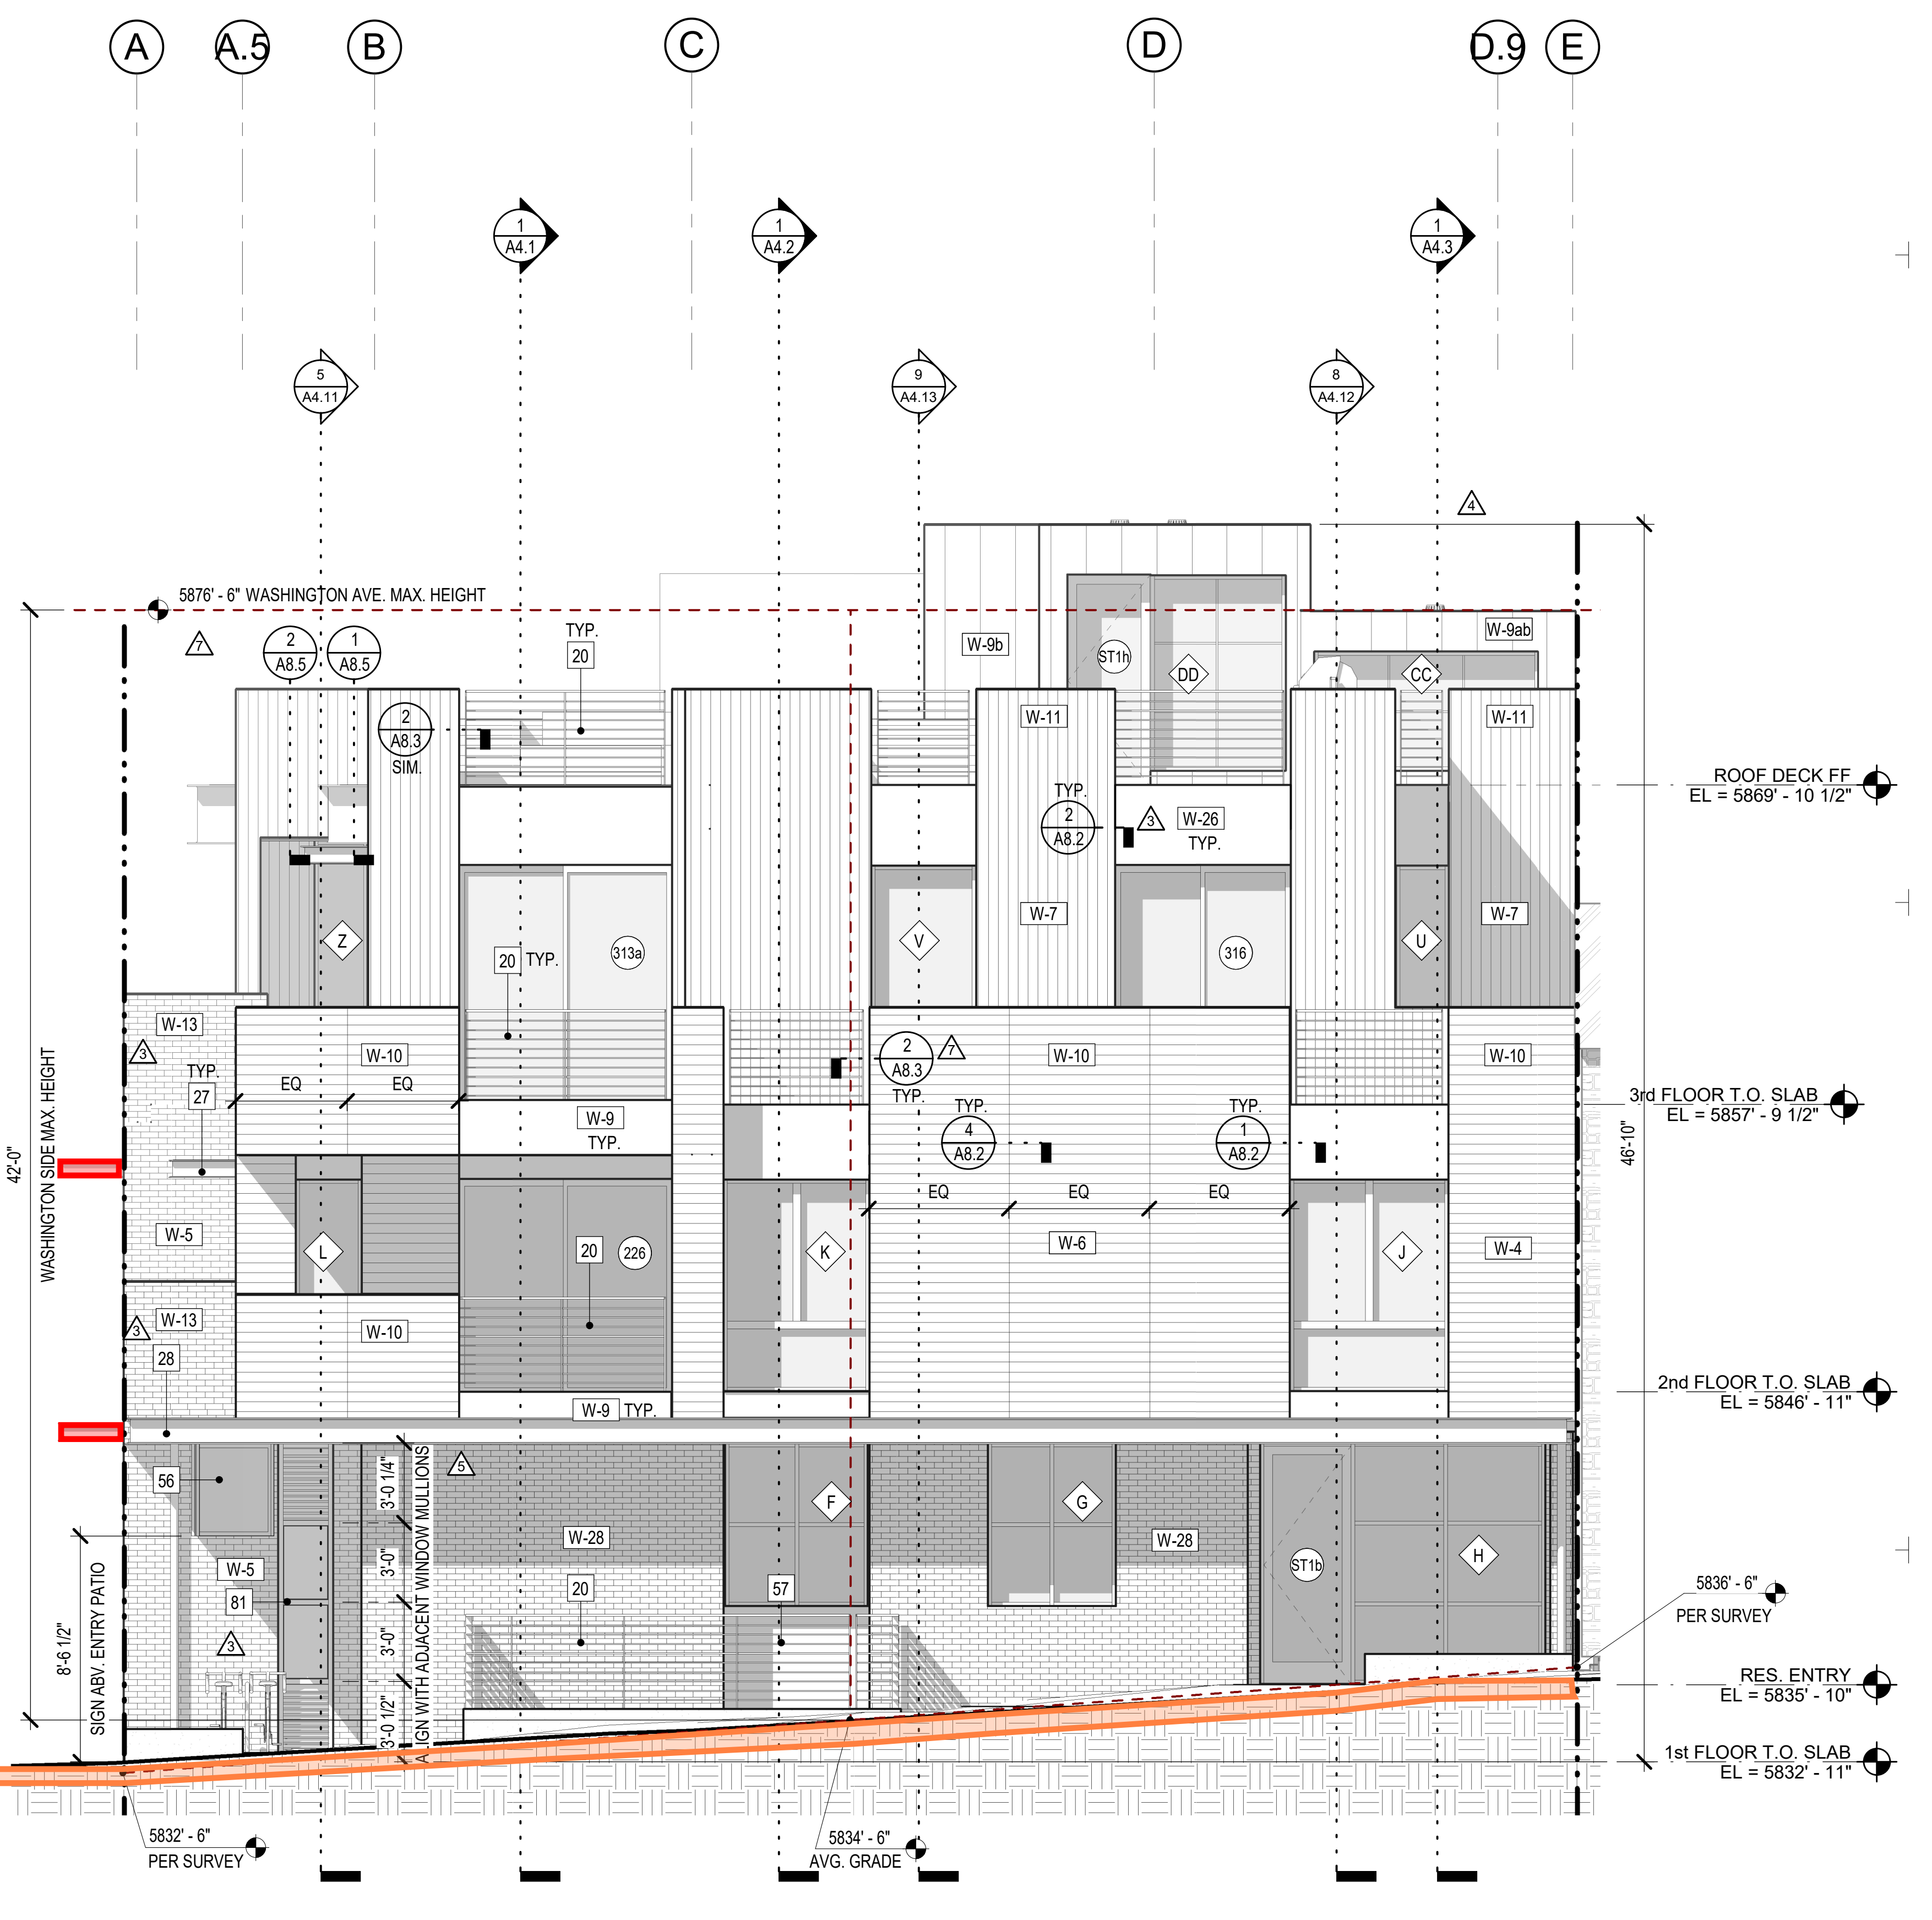 A
A.5
B
C
D
D.9
E
1
A4.1
1
A4.2
1
A4.3
5
A4.11
9
A4.13
8
A4.12
4
5876' - 6" WASHINGTON AVE. MAX. HEIGHT
7
2
A8.5
1
A8.5
TYP.
20
W-9b
ST1h
DD
W-9ab
CC
2
A8.3
SIM.
W-11
W-11
ROOF DECK FF
EL = 5869' - 10 1/2"
TYP.
2
A8.2
3
W-26
TYP.
Z
20 TYP.
313a
V
W-7
316
U
W-7
W-13
3
TYP.
27
W-10
EQ
EQ
W-9
TYP.
2
A8.3
TYP.
7
W-10
W-10
TYP.
4
A8.2
TYP.
1
A8.2
3rd FLOOR T.O. SLAB
EL = 5857' - 9 1/2"
42'-0"
WASHINGTON SIDE MAX. HEIGHT
46'-10"
EQ
EQ
EQ
W-5
L
20
226
K
W-6
J
W-4
W-13
3
28
W-10
W-9 TYP.
2nd FLOOR T.O. SLAB
EL = 5846' - 11"
56
5
3'-0 1/4"
3'-0"
3'-0"
3'-0 1/2"
ALIGN WITH ADJACENT WINDOW MULLIONS
F
G
W-28
W-28
H
ST1b
W-5
81
3
20
57
8'-6 1/2"
SIGN ABV. ENTRY PATIO
5836' - 6"
PER SURVEY
RES. ENTRY
EL = 5835' - 10"
1st FLOOR T.O. SLAB
EL = 5832' - 11"
5832' - 6"
PER SURVEY
5834' - 6"
AVG. GRADE